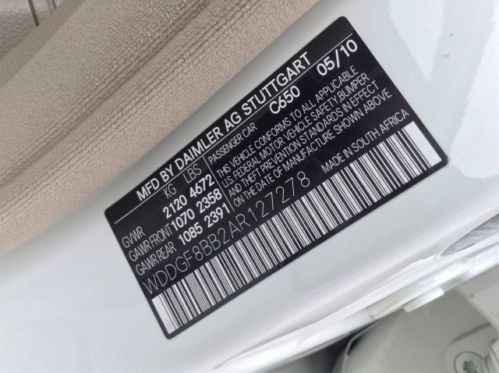 MFD BY DAIMLER AG STUTTGART
KG LBS PASSENGER CAR C650 05/10
GVWR 2120 4672
GAWR FRONT 1070 2358
GAWR REAR 1085 2391
THIS VEHICLE CONFORMS TO ALL APPLICABLE
U.S. FEDERAL MOTOR VEHICLE SAFETY BUMPER
AND THEFT PREVENTION STANDARDS IN EFFECT
ON THE DATE OF MANUFACTURE SHOWN ABOVE
WDDGF8BB2AR127278
MADE IN SOUTH AFRICA